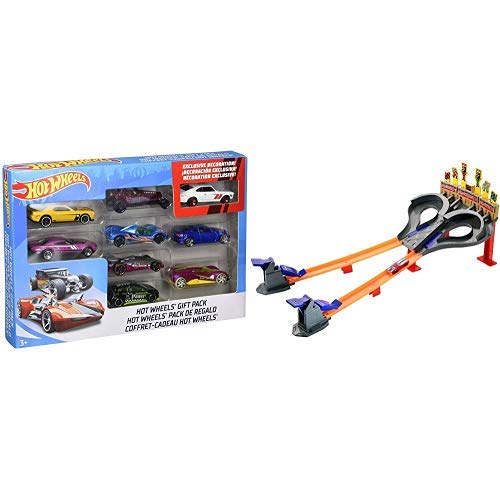 HOT WHEELS
EXCLUSIVE DECORATION!
¡DECORACIÓN EXCLUSIVA!
DÉCORATION EXCLUSIVE!
HOT WHEELS® GIFT PACK
HOT WHEELS® PACK DE REGALO
COFFRET-CADEAU HOT WHEELS®
3+